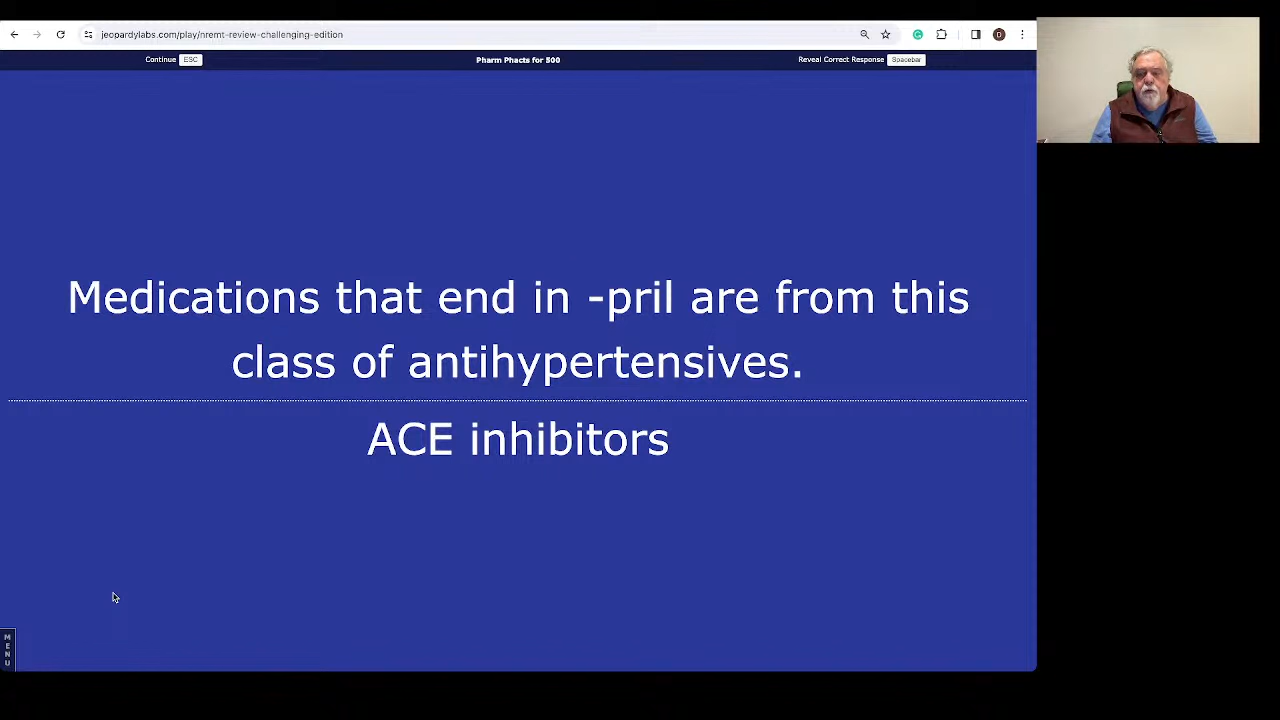 jeopardylabs.com/play/nremt-review-challenging-edition
Continue ESC
Pharm Phacts for 500
Reveal Correct Response Spacebar
Medications that end in -pril are from this
class of antihypertensives.
ACE inhibitors
MENU